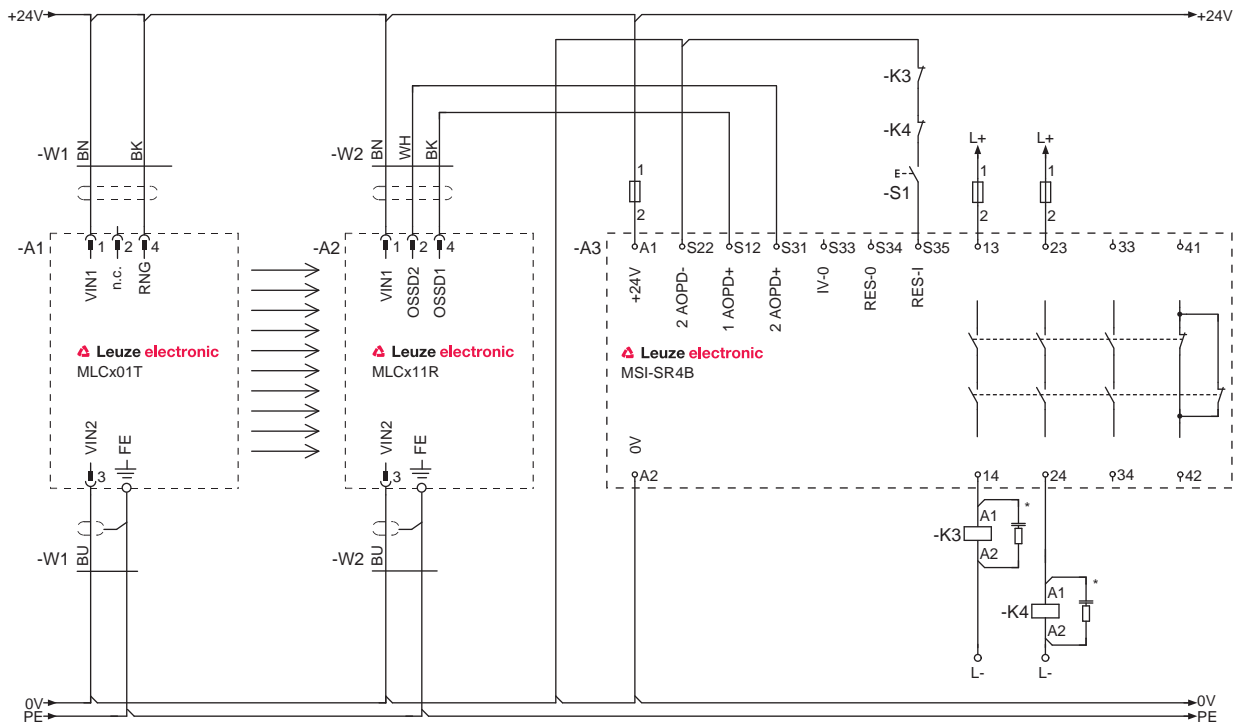 +24V +24V
-K3
-K4 L+ L+
-W1 BN BK -W2 BN WH BK
1 1 1
-S1 E
2 2 2
-A1 1 2 4 -A2 1 2 4 -A3 A1 S22 S12 S31 S33 S34 S35 13 23 33 41
VIN1 n.c. RNG VIN1 OSSD2 OSSD1 +24V 2 AOPD- 1 AOPD+ 2 AOPD+ IV-0 RES-0 RES-I
Leuze electronic Leuze electronic Leuze electronic
MLCx01T MLCx11R MSI-SR4B
VIN2 FE VIN2 FE 0V
3 3 A2 14 24 34 42
A1 *
-K3
A2
-W1 BU -W2 BU
A1 *
-K4
A2
L- L-
0V 0V
PE PE